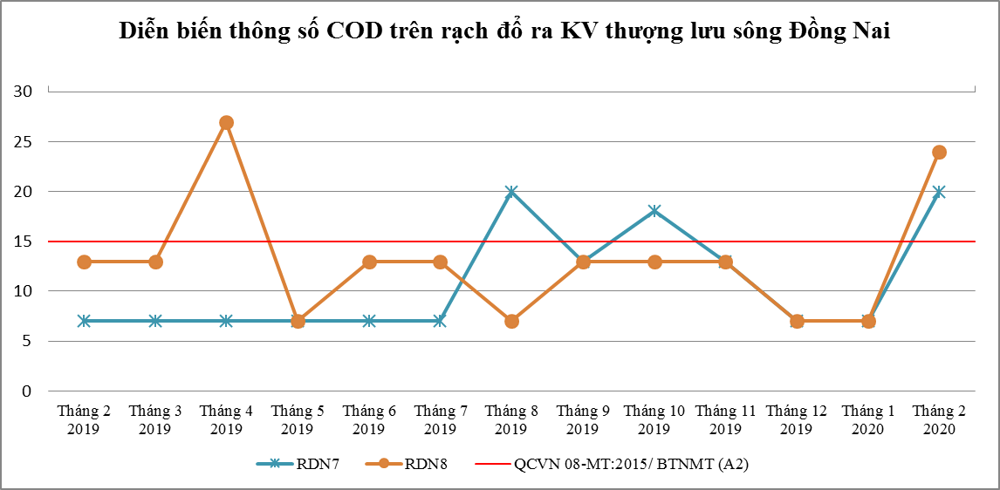 Diễn biến thông số COD trên rạch đổ ra KV thượng lưu sông Đồng Nai
30
25
20
15
10
5
0
Tháng 2 Tháng 3 Tháng 4 Tháng 5 Tháng 6 Tháng 7 Tháng 8 Tháng 9 Tháng 10 Tháng 11 Tháng 12 Tháng 1 Tháng 2
2019 2019 2019 2019 2019 2019 2019 2019 2019 2019 2019 2020 2020
RDN7 RDN8 QCVN 08-MT:2015/ BTNMT (A2)